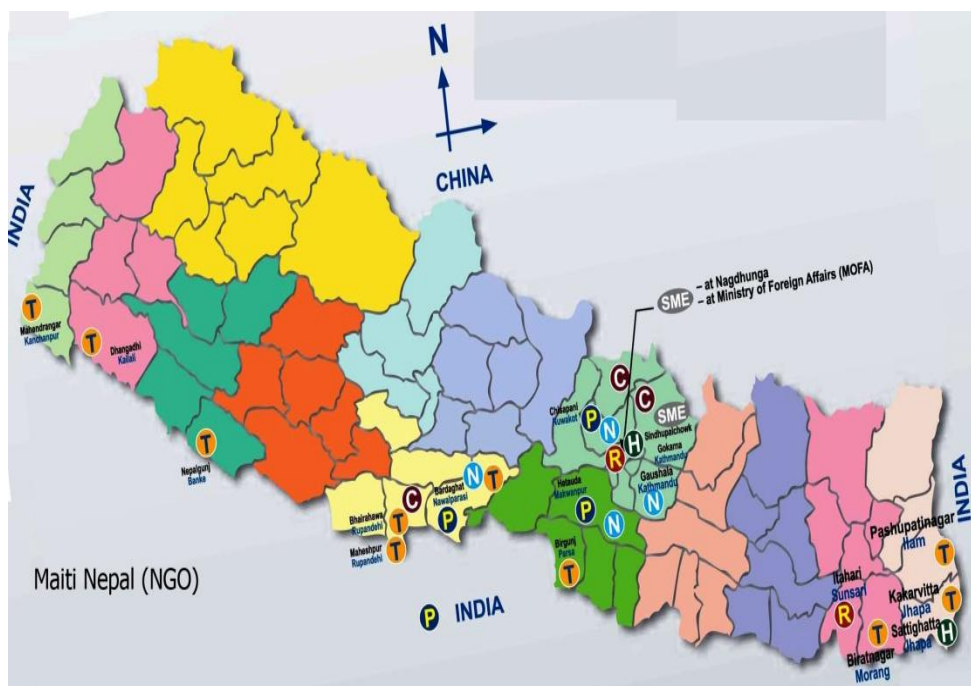 N
CHINA
INDIA
SME
– at Nagdhunga
– at Ministry of Foreign Affairs (MOFA)
T
Mahendrangar
Kanchanpur
T
Dhangadhi
Kailali
T
Nepalgunj
Banke
C
C
Chisapani
Nuwakot
P
N
SME
Sindhupalchowk
H
R
Gokarna
Kathmandu
Gaushala
Kathmandu
N
Bardaghat
Nawalparasi
N
T
C
P
Bhairahawa
Rupandehi
T
Maheshpur
Rupandehi
T
Hetauda
Makwanpur
P
N
Birgunj
Parsa
T
INDIA
Pashupatinagar
Ilam
T
Itahari
Sunsari
R
Kakarvitta
Jhapa
T
Sattighatta
Jhapa
H
T
Biratnagar
Morang
Maiti Nepal (NGO)
P
INDIA